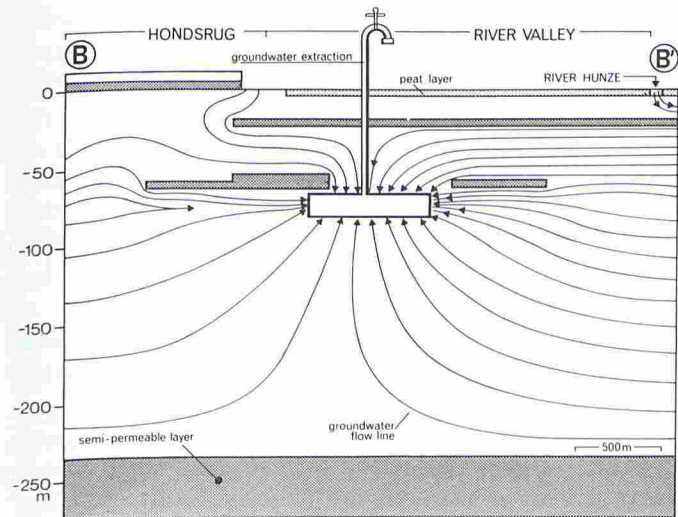 HONDSRUG
RIVER VALLEY
B
B'
groundwater extraction
RIVER HUNZE
peat layer
0
-50
-100
-150
-200
-250
m
groundwater
flow line
semi-permeable layer
500m